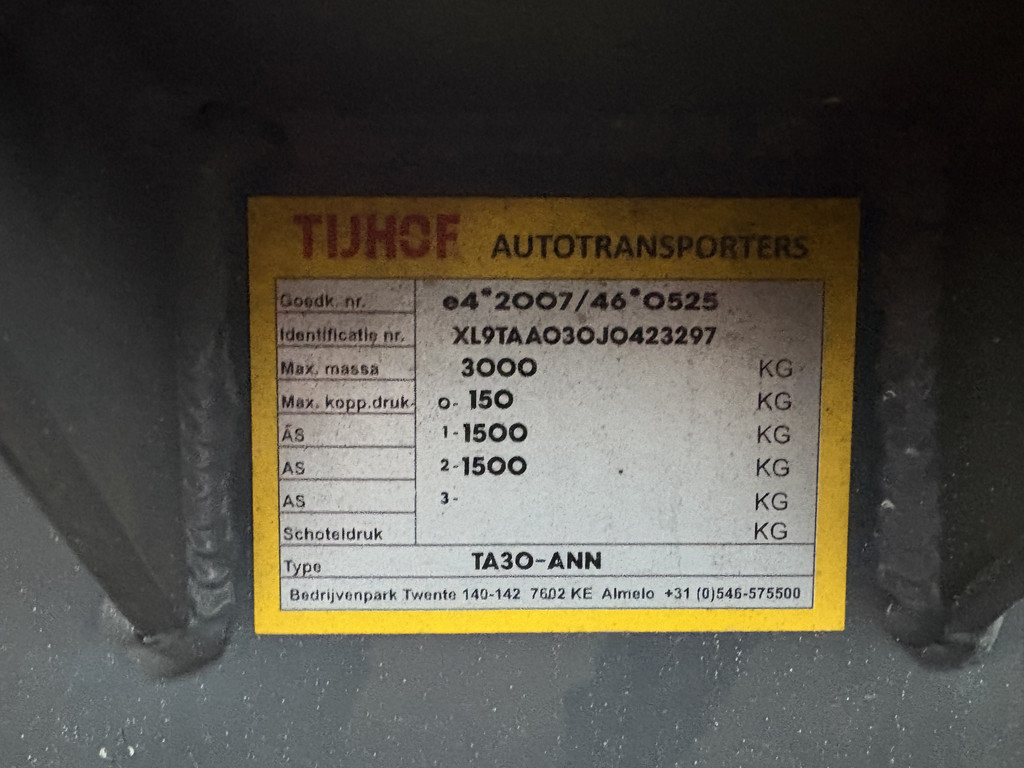 TIJHOF AUTOTRANSPORTERS
Goedk. nr. e4*2007/46*0525
Identificatie nr. XL9TAA030J0423297
Max. massa 3000 KG
Max. kopp.druk 0- 150 KG
AS 1-1500 KG
AS 2-1500 KG
AS 3- KG
Schoteldruk KG
Type TA30-ANN
Bedrijvenpark Twente 140-142 7602 KE Almelo +31 (0)546-575500